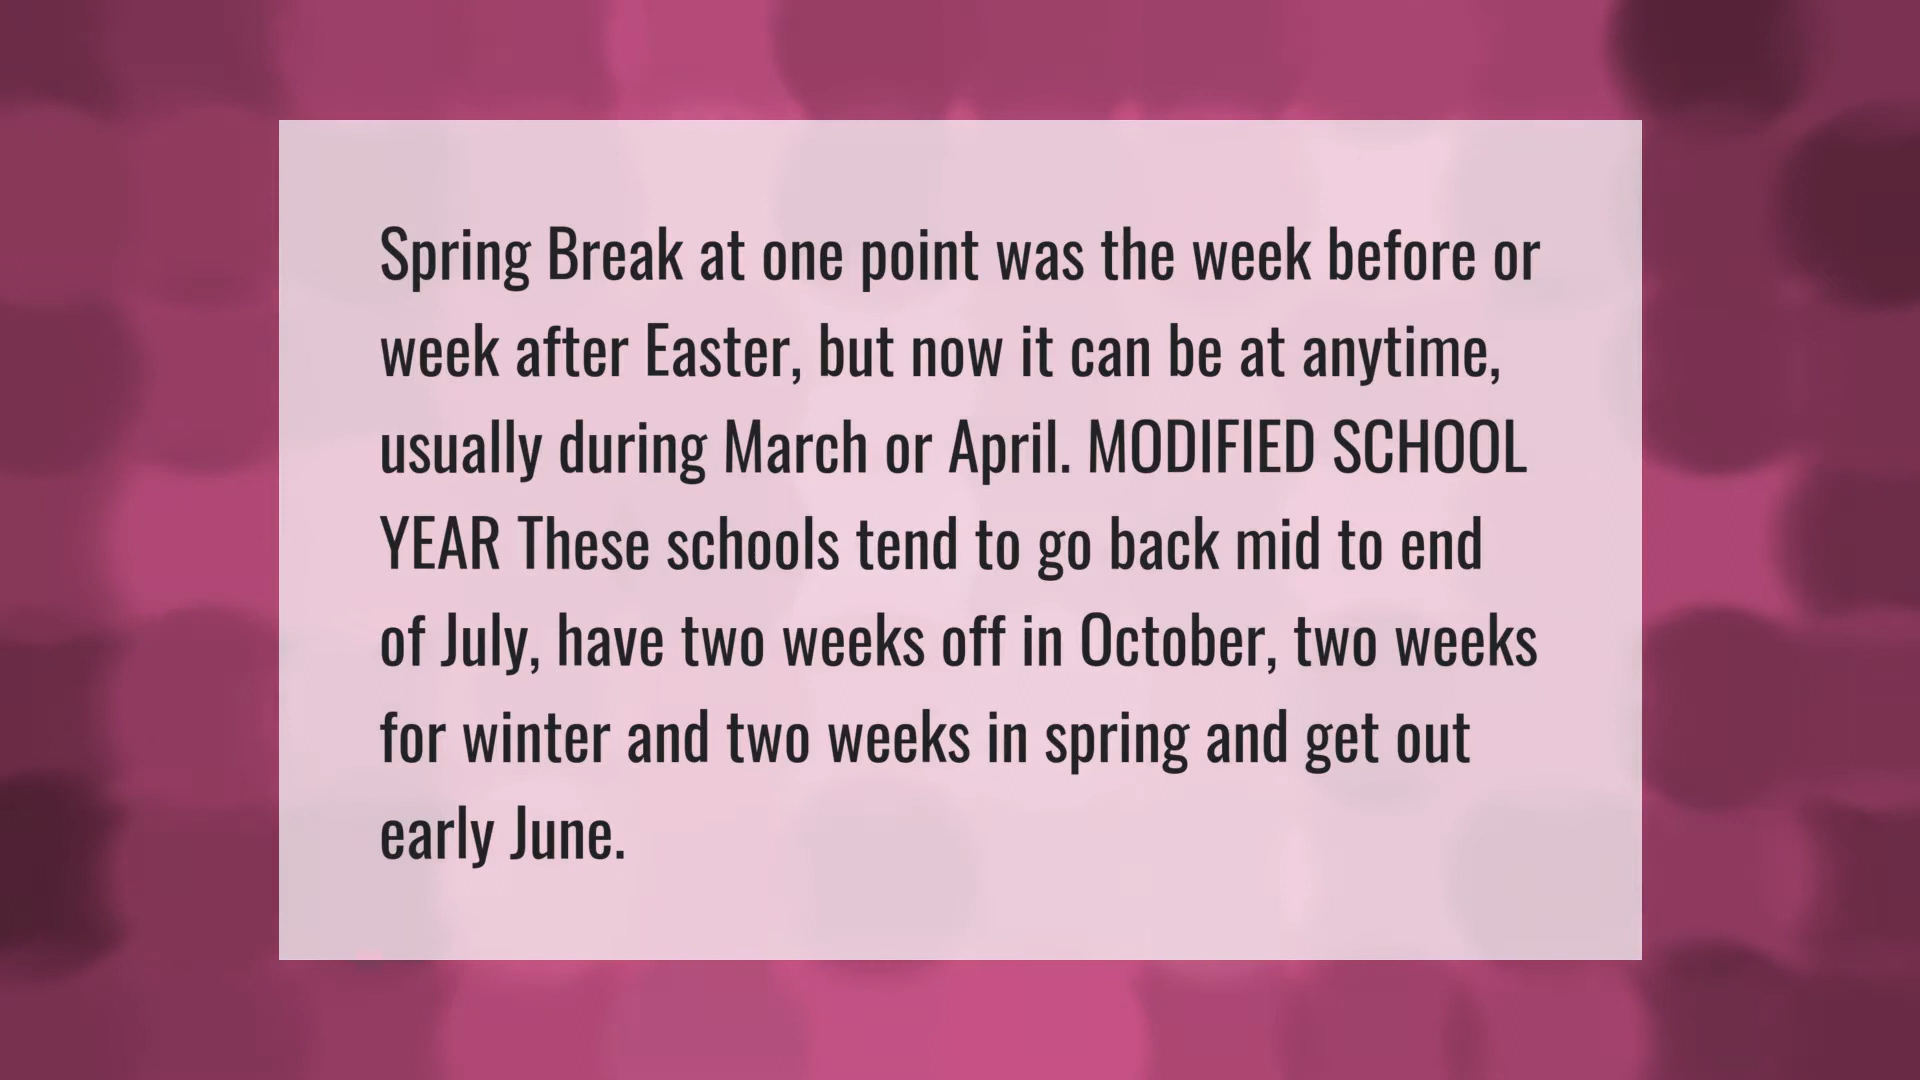 Spring Break at one point was the week before or
week after Easter, but now it can be at anytime,
usually during March or April. MODIFIED SCHOOL
YEAR These schools tend to go back mid to end
of July, have two weeks off in October, two weeks
for winter and two weeks in spring and get out
early June.